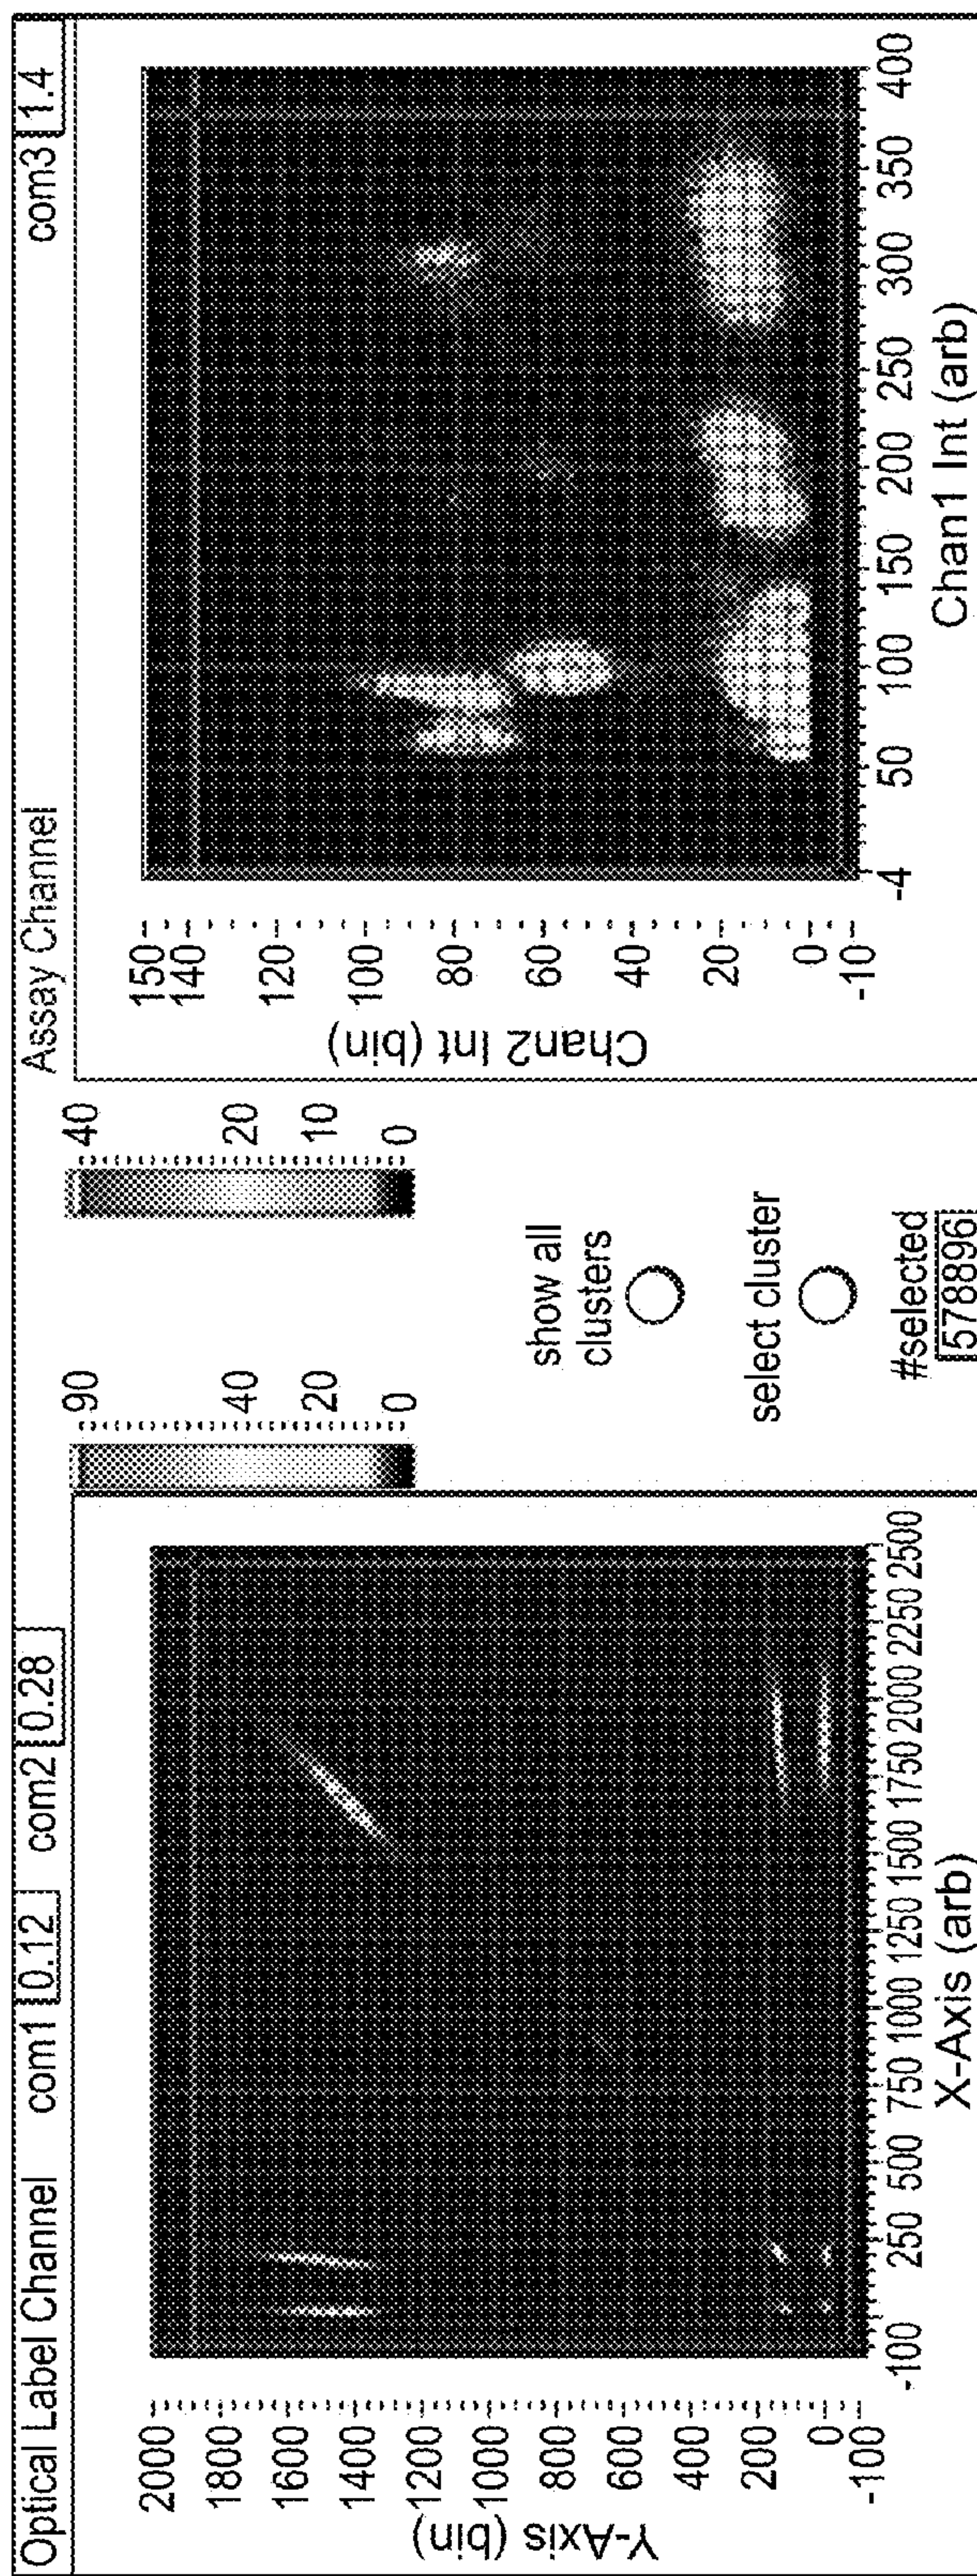 Optical Label Channel com1 0.12 com2 0.28
2000
1800
1600
1400
1200
1000
800
600
400
200
0
-100
Y-Axis (bin)
-100 250 500 750 1000 1250 1500 1750 2000 2250 2500
X-Axis (arb)
90
40
20
0
40
20
10
0
show all
clusters
select cluster
#selected
578896
Assay Channel com3 1.4
150
140
120
100
80
60
40
20
0
-10
Chan2 Int (bin)
-4 50 100 150 200 250 300 350 400
Chan1 Int (arb)